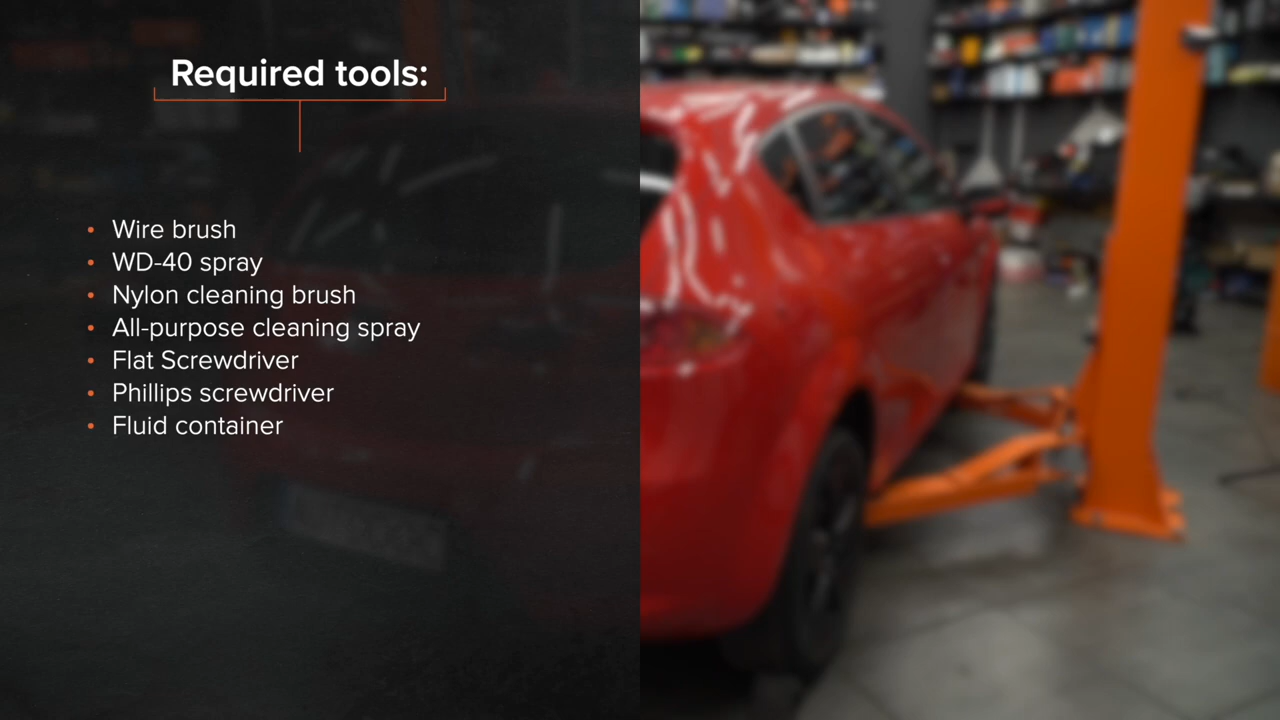 Required tools:
Wire brush
WD-40 spray
Nylon cleaning brush
All-purpose cleaning spray
Flat Screwdriver
Phillips screwdriver
Fluid container